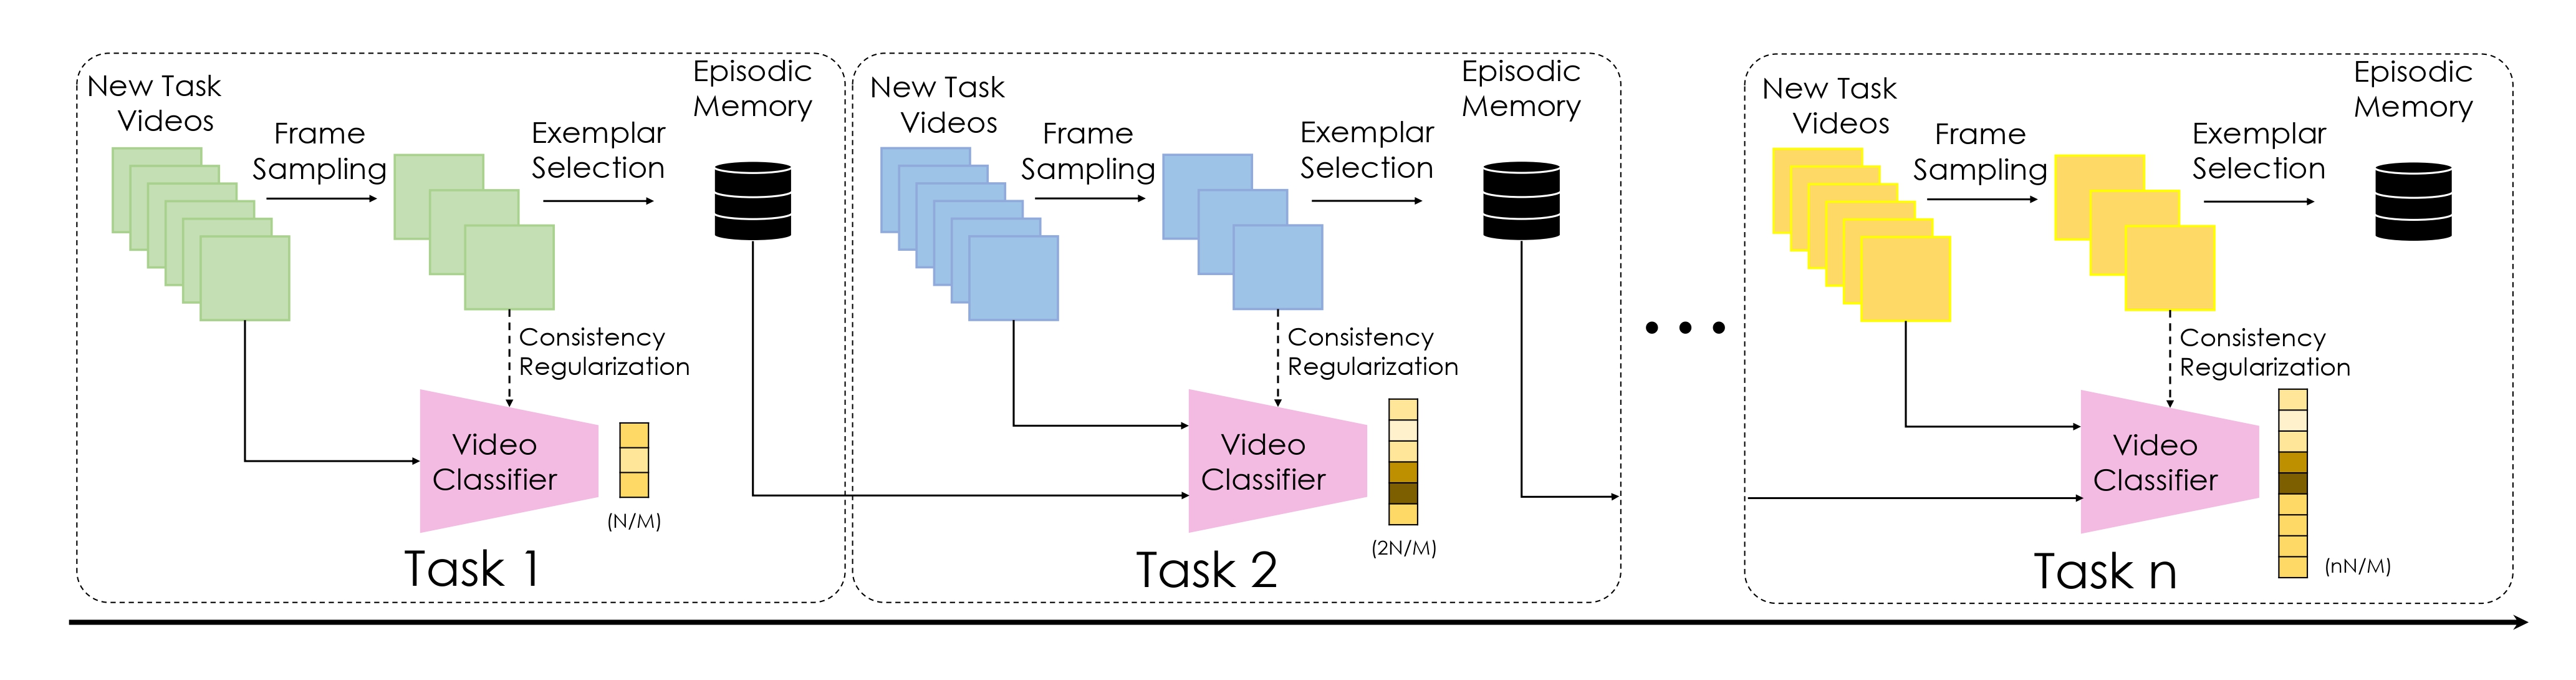 New Task
Videos
Frame
Sampling
Exemplar
Selection
Episodic
Memory
Consistency
Regularization
Video
Classifier
(N/M)
Task 1
New Task
Videos
Frame
Sampling
Exemplar
Selection
Episodic
Memory
Consistency
Regularization
Video
Classifier
(2N/M)
Task 2
New Task
Videos
Frame
Sampling
Exemplar
Selection
Episodic
Memory
Consistency
Regularization
Video
Classifier
(nN/M)
Task n